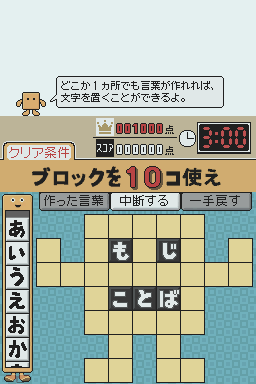 どこか1カ所でも言葉が作れれば、
文字を置くことができるよ。
001000点
スコア 000000点
3:00
クリア条件
ブロックを10コ使え
作った言葉 中断する 一手戻す
あ
い
う
え
お
か
もじ
ことば